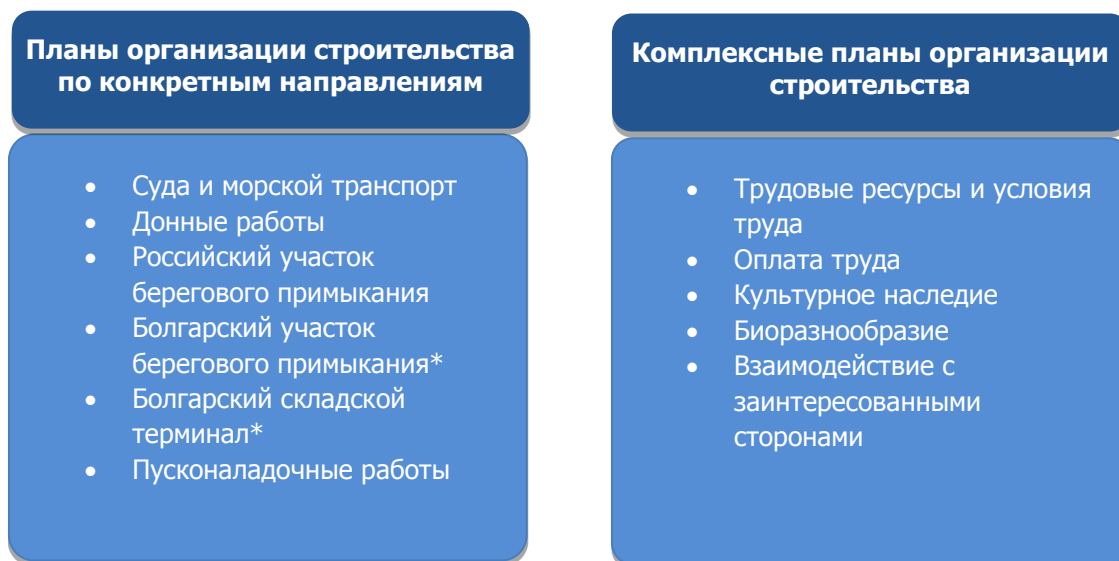 Планы организации строительства
по конкретным направлениям
• Суда и морской транспорт
• Донные работы
• Российский участок
берегового примыкания
• Болгарский участок
берегового примыкания*
• Болгарский складской
терминал*
• Пусконаладочные работы
Комплексные планы организации
строительства
• Трудовые ресурсы и условия
труда
• Оплата труда
• Культурное наследие
• Биоразнообразие
• Взаимодействие с
заинтересованными
сторонами